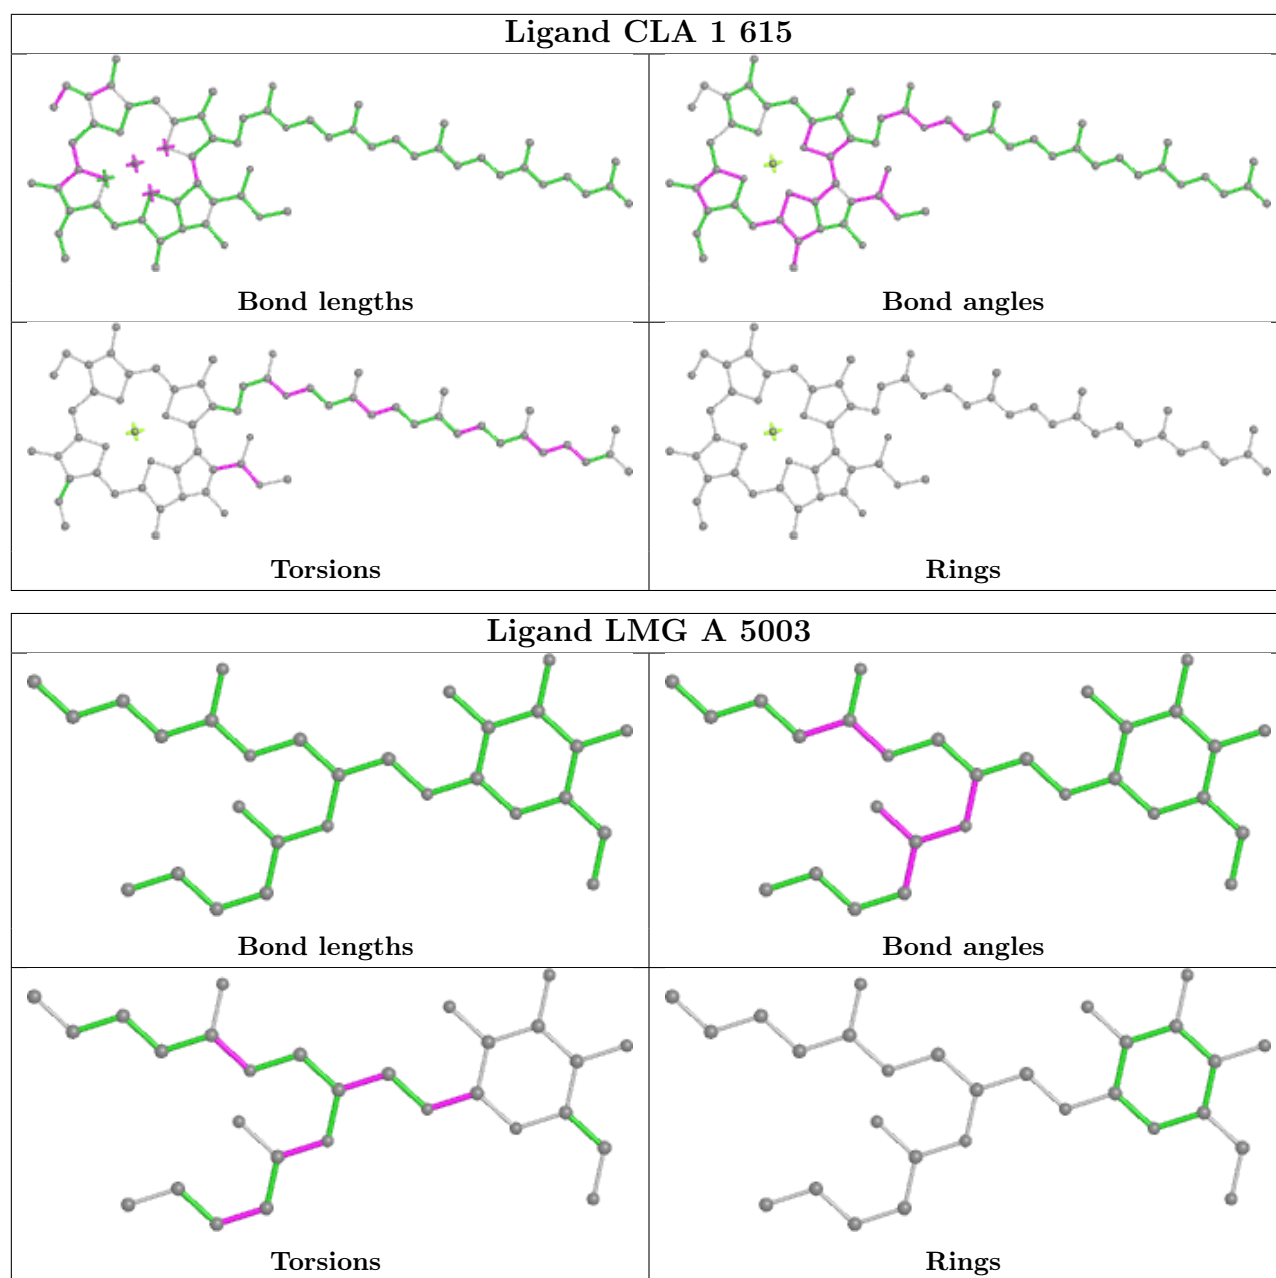 Ligand CLA 1 615
Bond lengths
Bond angles
Torsions
Rings
Ligand LMG A 5003
Bond lengths
Bond angles
Torsions
Rings